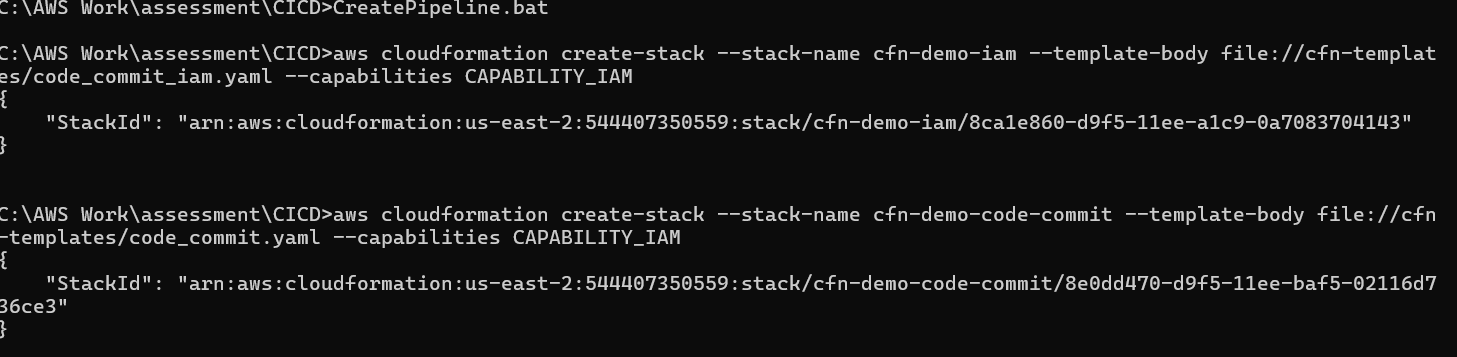 C:\AWS Work\assessment\CICD>CreatePipeline.bat
C:\AWS Work\assessment\CICD>aws cloudformation create-stack --stack-name cfn-demo-iam --template-body file://cfn-templat
es/code_commit_iam.yaml --capabilities CAPABILITY_IAM
{
    "StackId": "arn:aws:cloudformation:us-east-2:544407350559:stack/cfn-demo-iam/8ca1e860-d9f5-11ee-a1c9-0a7083704143"
}
C:\AWS Work\assessment\CICD>aws cloudformation create-stack --stack-name cfn-demo-code-commit --template-body file://cfn
-templates/code_commit.yaml --capabilities CAPABILITY_IAM
{
    "StackId": "arn:aws:cloudformation:us-east-2:544407350559:stack/cfn-demo-code-commit/8e0dd470-d9f5-11ee-baf5-02116d7
36ce3"
}